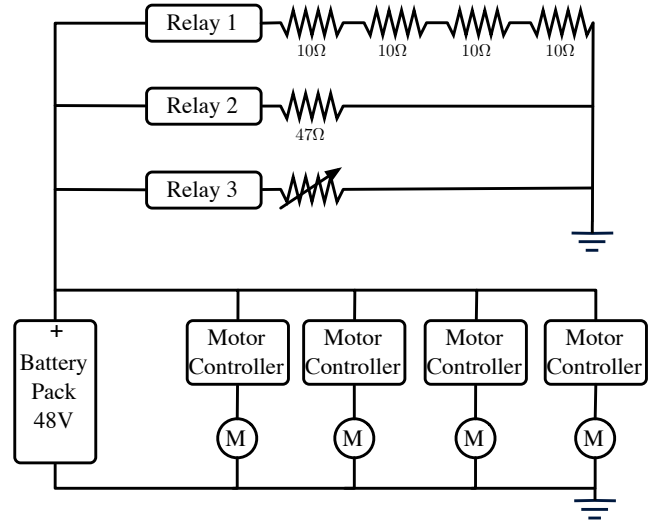 Relay 1
10Ω 10Ω 10Ω 10Ω
Relay 2
47Ω
Relay 3
+
Battery
Pack
48V
Motor
Controller
Motor
Controller
Motor
Controller
Motor
Controller
M M M M